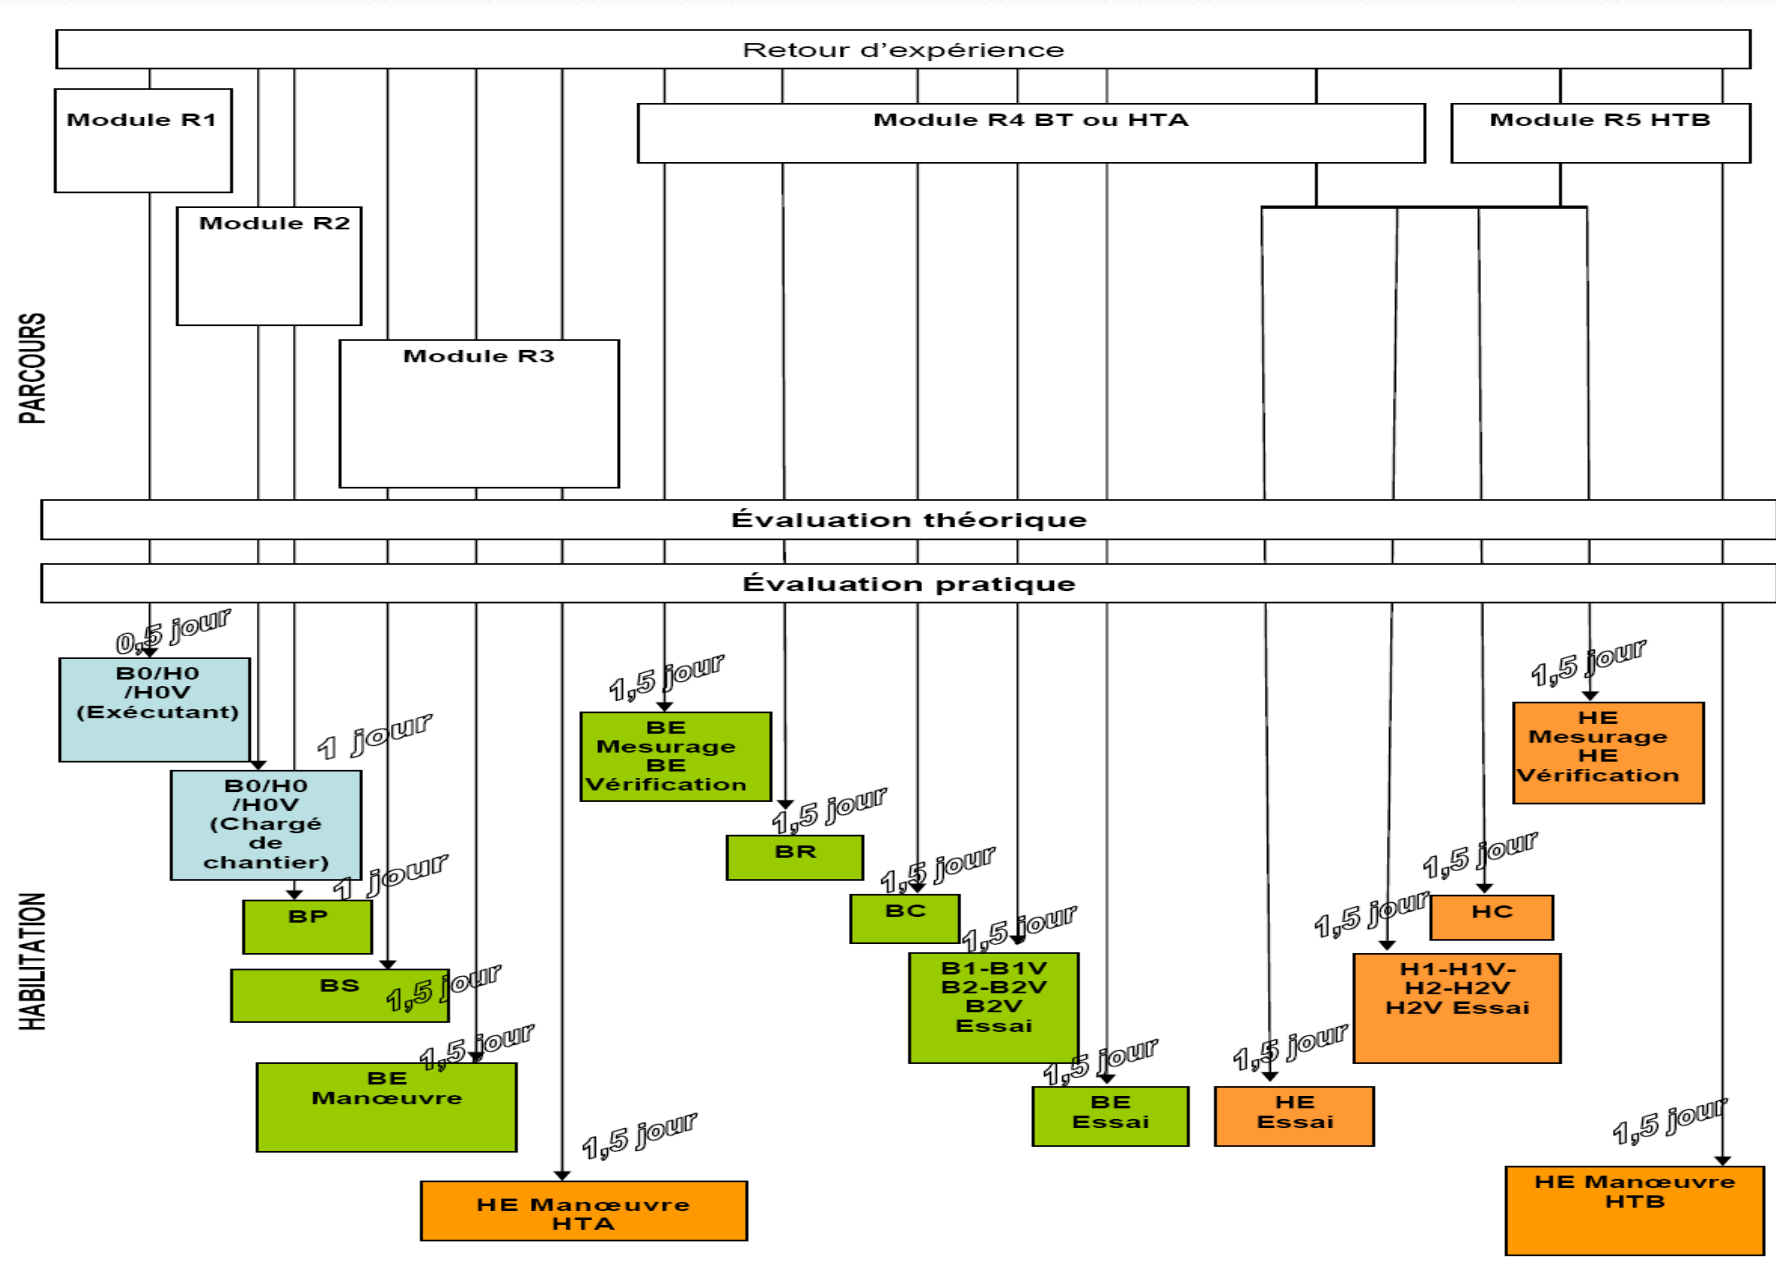 Retour d'expérience
Module R1
Module R2
Module R3
Module R4 BT ou HTA
Module R5 HTB
PARCOURS
Évaluation théorique
Évaluation pratique
HABILITATION
0,5 jour
B0/H0
/H0V
(Exécutant)
1 jour
B0/H0
/H0V
(Chargé
de
chantier)
1 jour
BP
BS
1,5 jour
1,5 jour
BE
Manœuvre
1,5 jour
HE Manœuvre
HTA
1,5 jour
BE
Mesurage
BE
Vérification
1,5 jour
BR
1,5 jour
BC
1,5 jour
B1-B1V
B2-B2V
B2V
Essai
1,5 jour
BE
Essai
1,5 jour
HE
Essai
1,5 jour
H1-H1V-
H2-H2V
H2V Essai
1,5 jour
HC
1,5 jour
HE
Mesurage
HE
Vérification
1,5 jour
HE Manœuvre
HTB